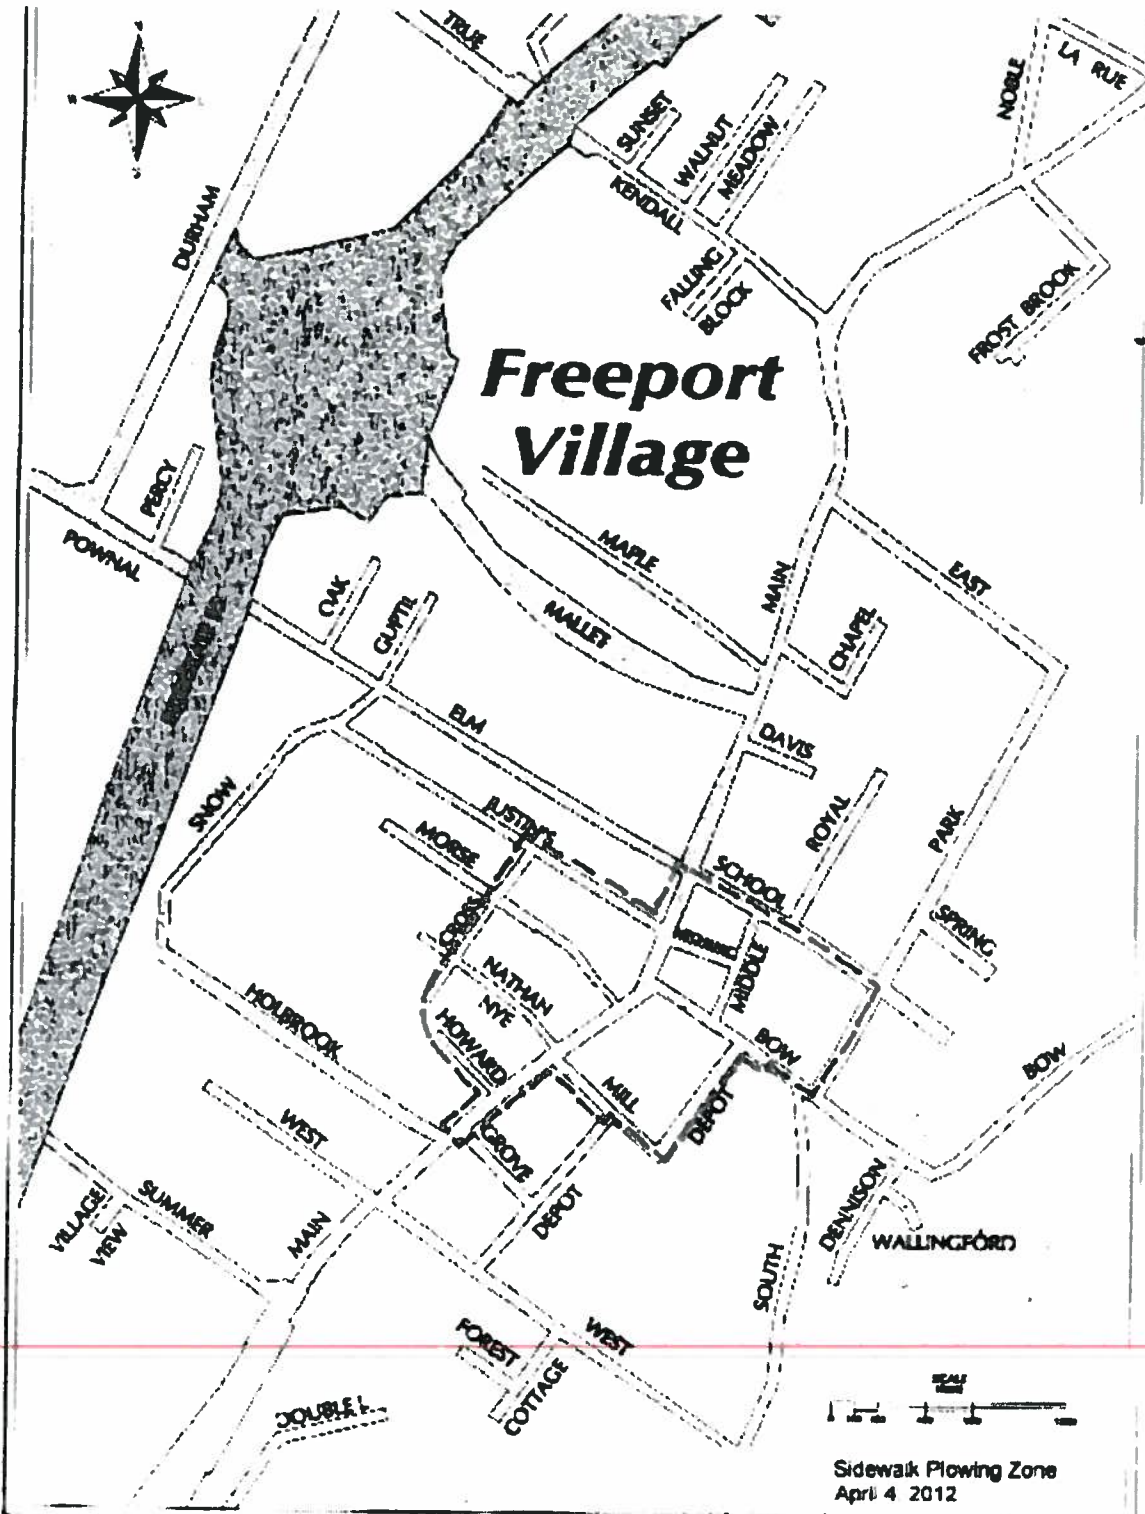 TRUE
NOBLE
LA RUE
SUNSET
WALNUT
MEADOW
KENDALL
DURHAM
FALLING
BLOCK
FROST BROOK
Freeport
Village
PERCY
POWNAL
OAK
GUPTIL
MAPLE
MALLET
MAIN
EAST
CHAPEL
ELM
DAVIS
SNOW
JUSTIN'S
MORSE
ROYAL
PARK
SCHOOL
CROSS
MIDDLE
SPRING
NATHAN
NYE
HOLBROOK
HOWARD
BOW
BOW
MILL
DEPOT
WEST
GROVE
DEPOT
DENNISON
WALLINGFORD
VILLAGE
VIEW
SUMMER
MAIN
SOUTH
FOREST
WEST
COTTAGE
DOUBLE L
SCALE
Sidewalk Plowing Zone
April 4 2012